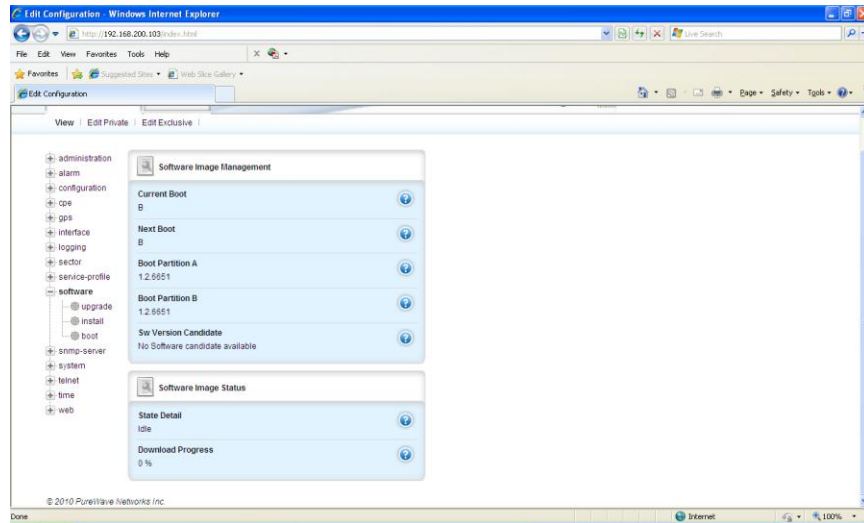 Edit Configuration - Windows Internet Explorer
http://192.168.200.103/index.html
Live Search
File Edit View Favorites Tools Help
Favorites Suggested Sites Web Slice Gallery
Edit Configuration
Page Safety Tools
View Edit Private Edit Exclusive
administration
alarm
configuration
cpe
gps
interface
logging
sector
service-profile
software
upgrade
install
boot
snmp-server
system
telnet
time
web
Software Image Management
Current Boot
B
Next Boot
B
Boot Partition A
1.2.6651
Boot Partition B
1.2.6651
Sw Version Candidate
No Software candidate available
Software Image Status
State Detail
Idle
Download Progress
0 %
© 2010 PureWave Networks Inc.
Done
Internet
100%